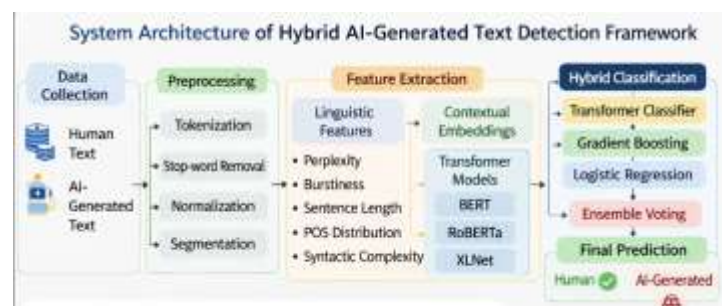 System Architecture of Hybrid AI-Generated Text Detection Framework
Data
Collection
Human
Text
AI-
Generated
Text
Preprocessing
Tokenization
Stop-word Removal
Normalization
Segmentation
Feature Extraction
Linguistic
Features
• Perplexity
• Burstiness
• Sentence Length
• POS Distribution
• Syntactic Complexity
Contextual
Embeddings
Transformer
Models
BERT
RoBERTa
XLNet
Hybrid Classification
Transformer Classifier
Gradient Boosting
Logistic Regression
Ensemble Voting
Final Prediction
Human
AI-Generated